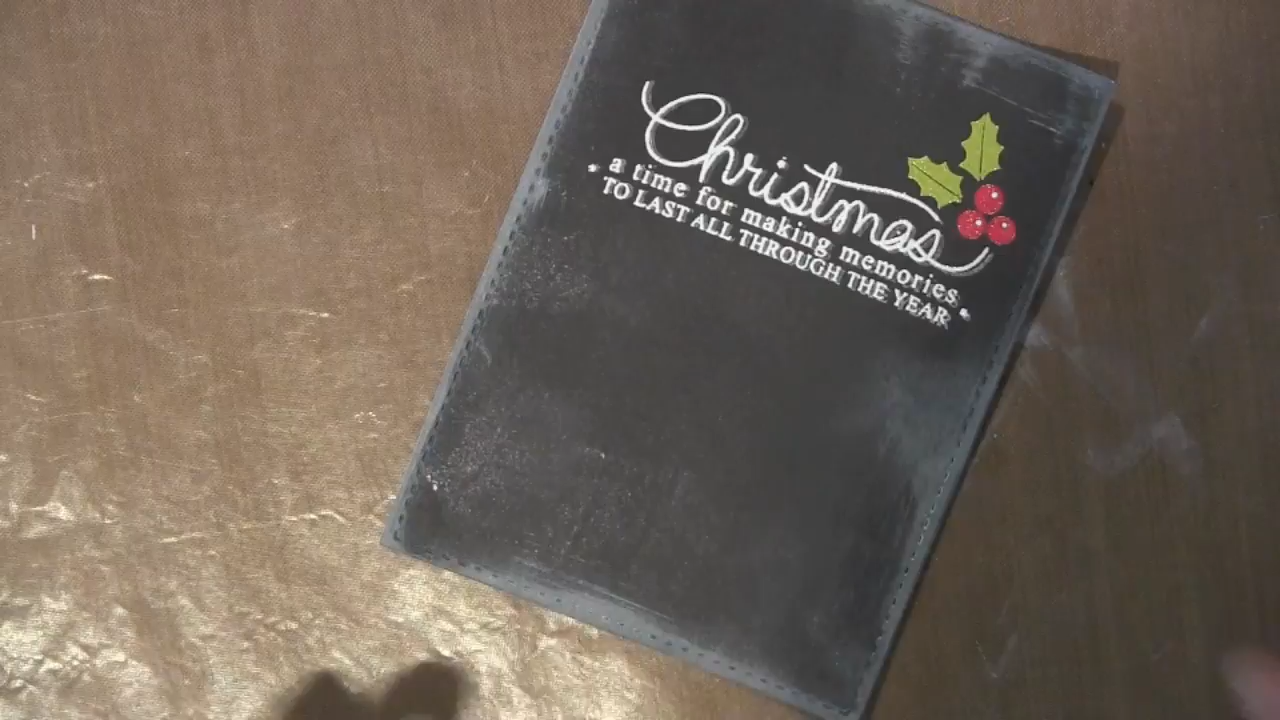 Christmas
a time for making memories
TO LAST ALL THROUGH THE YEAR